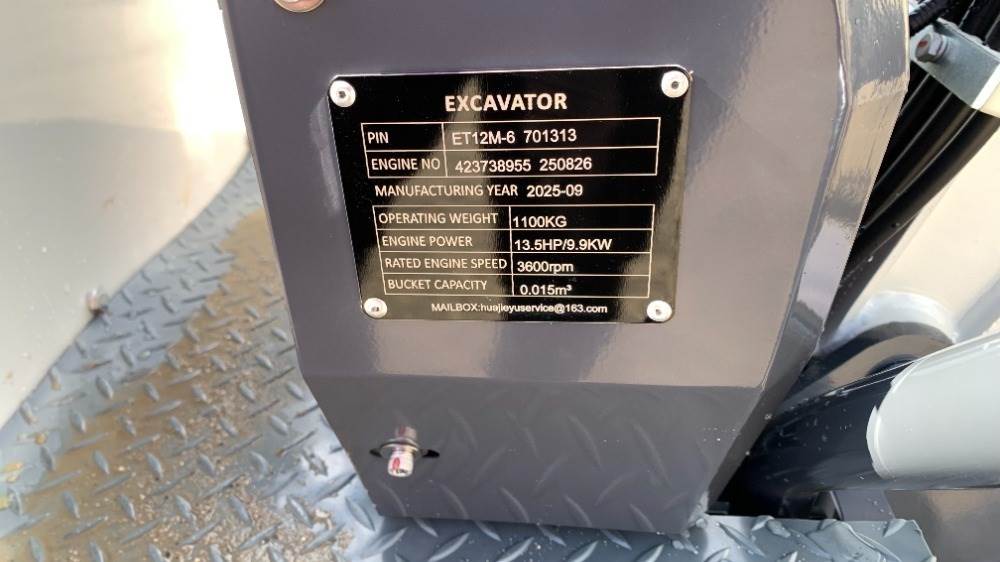 EXCAVATOR
PIN ET12M-6 701313
ENGINE NO 423738955 250826
MANUFACTURING YEAR 2025-09
OPERATING WEIGHT 1100KG
ENGINE POWER 13.5HP/9.9KW
RATED ENGINE SPEED 3600rpm
BUCKET CAPACITY 0.015m³
MAILBOX:huajieyuservice@163.com